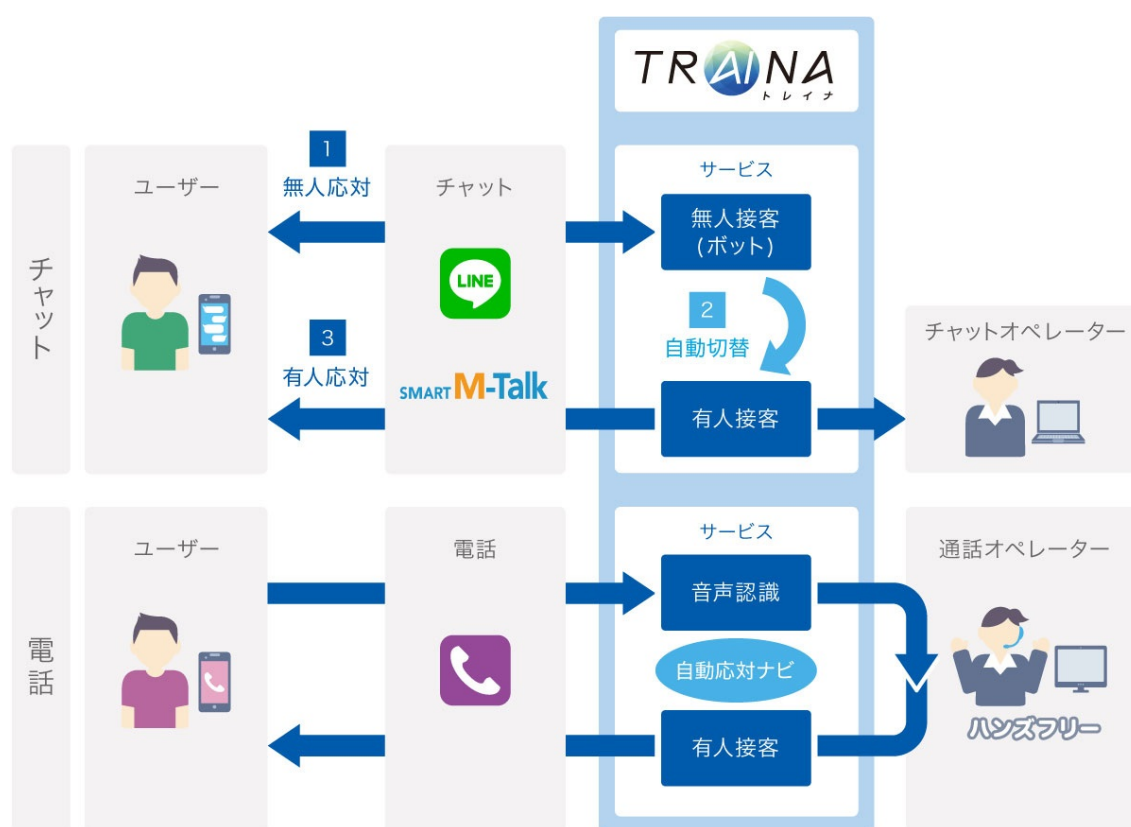 TRAINA
トレイナ
チャット
ユーザー
1
無人応対
3
有人応対
チャット
LINE
SMART M-Talk
サービス
無人接客
(ボット)
2
自動切替
有人接客
チャットオペレーター
電話
ユーザー
電話
サービス
音声認識
自動応対ナビ
有人接客
通話オペレーター
ハンズフリー